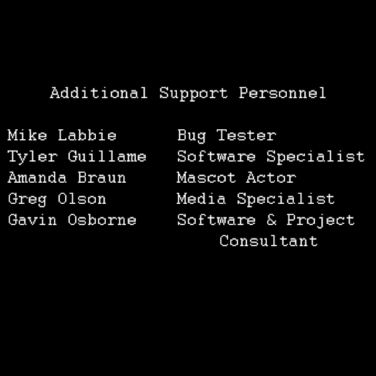 Additional Support Personnel
Mike Labbie Bug Tester
Tyler Guillame Software Specialist
Amanda Braun Mascot Actor
Greg Olson Media Specialist
Gavin Osborne Software & Project
Consultant